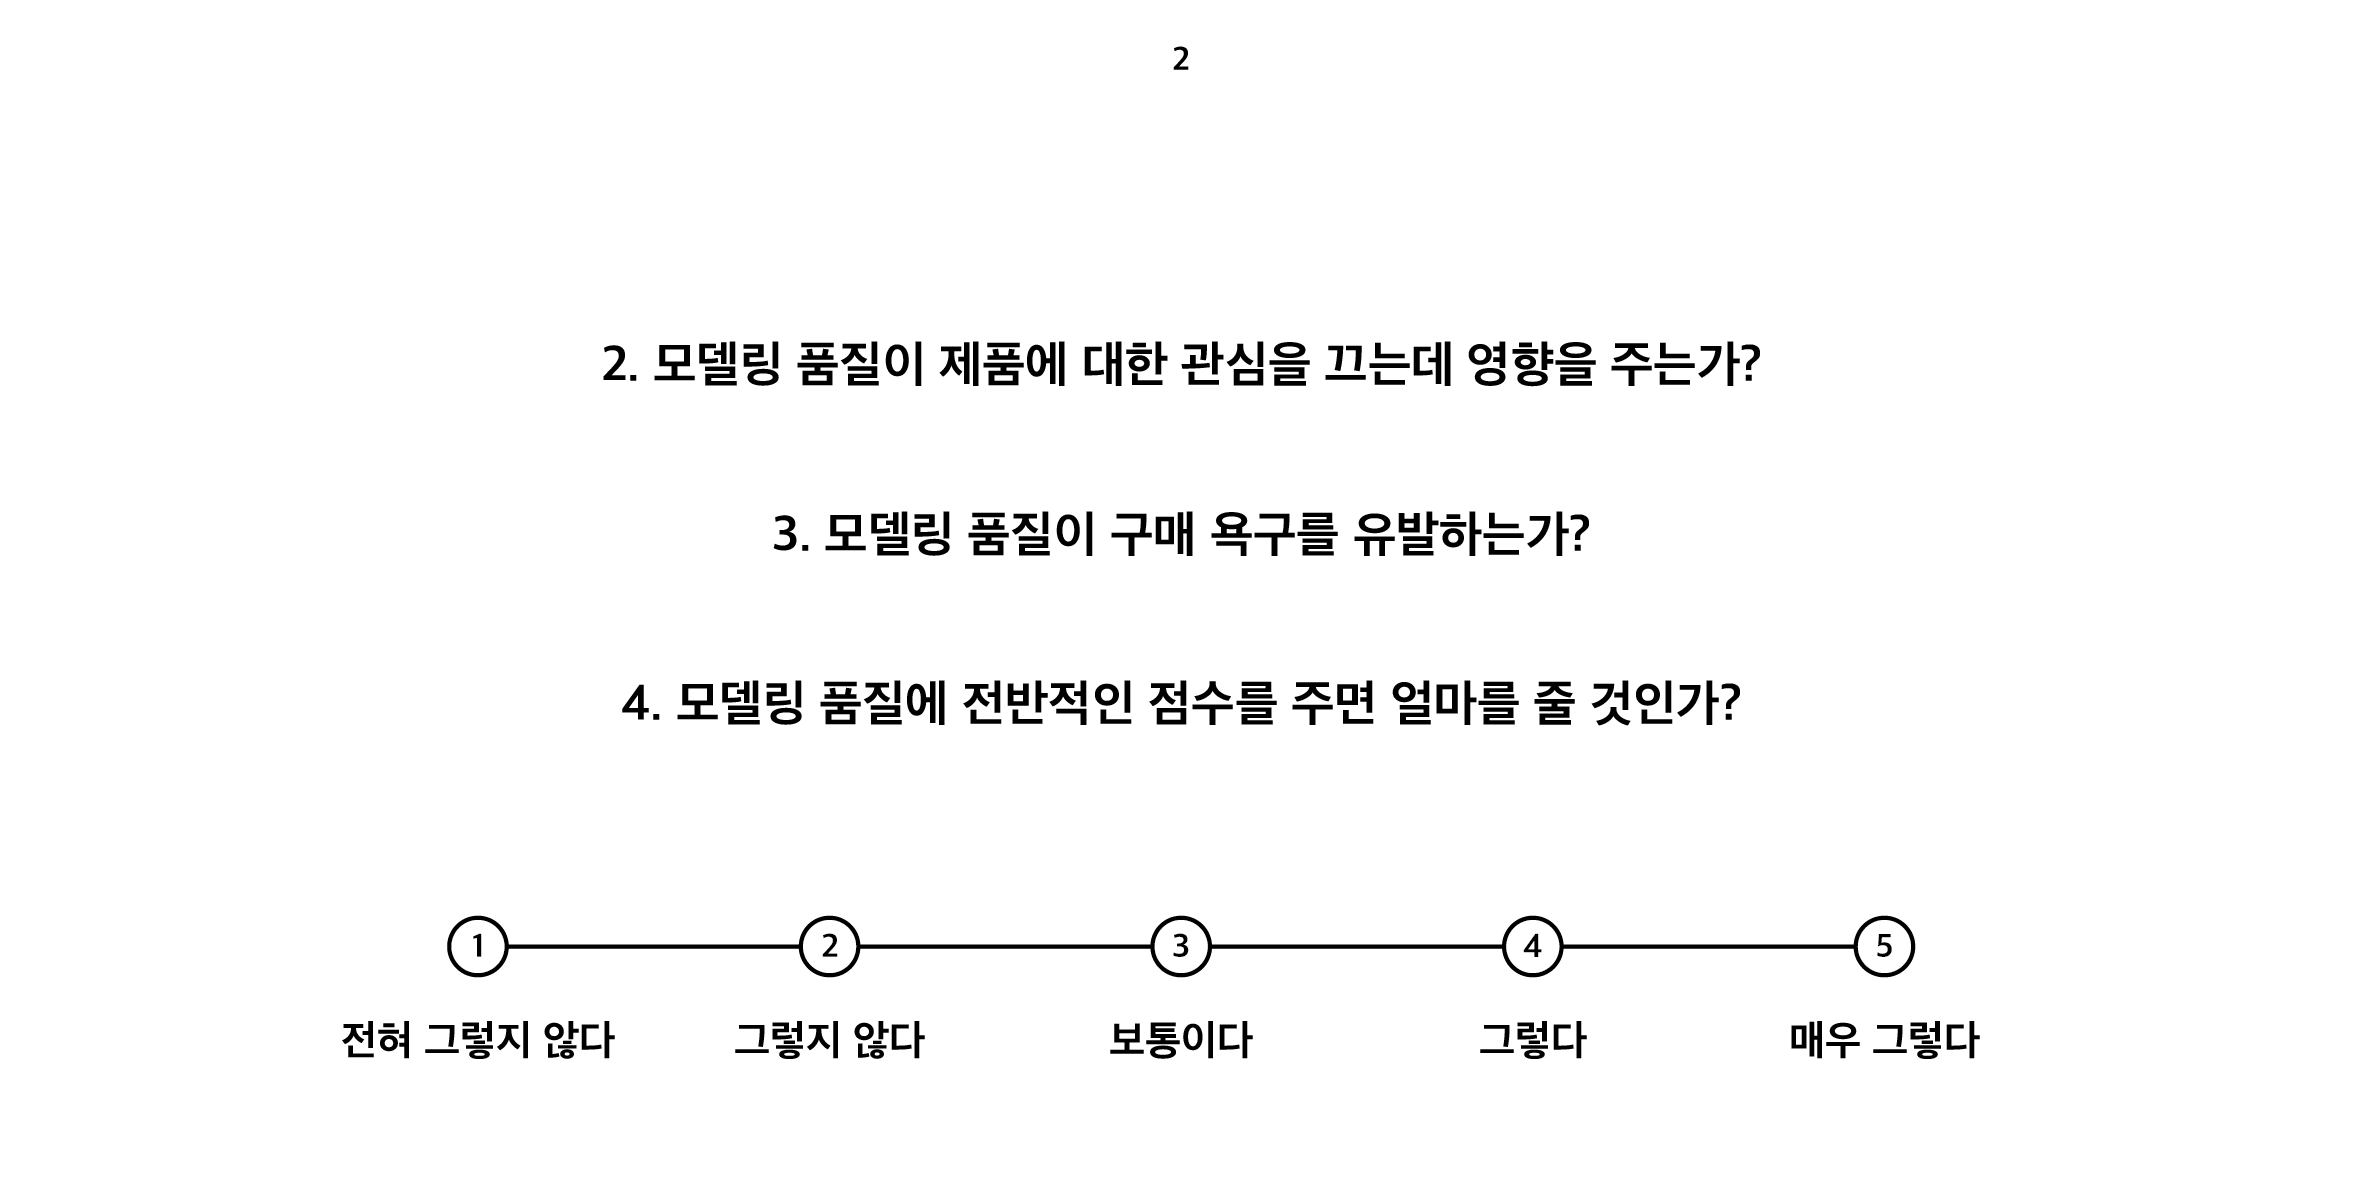 2
2. 모델링 품질이 제품에 대한 관심을 끄는데 영향을 주는가?
3. 모델링 품질이 구매 욕구를 유발하는가?
4. 모델링 품질에 전반적인 점수를 주면 얼마를 줄 것인가?
1 2 3 4 5
전혀 그렇지 않다 그렇지 않다 보통이다 그렇다 매우 그렇다